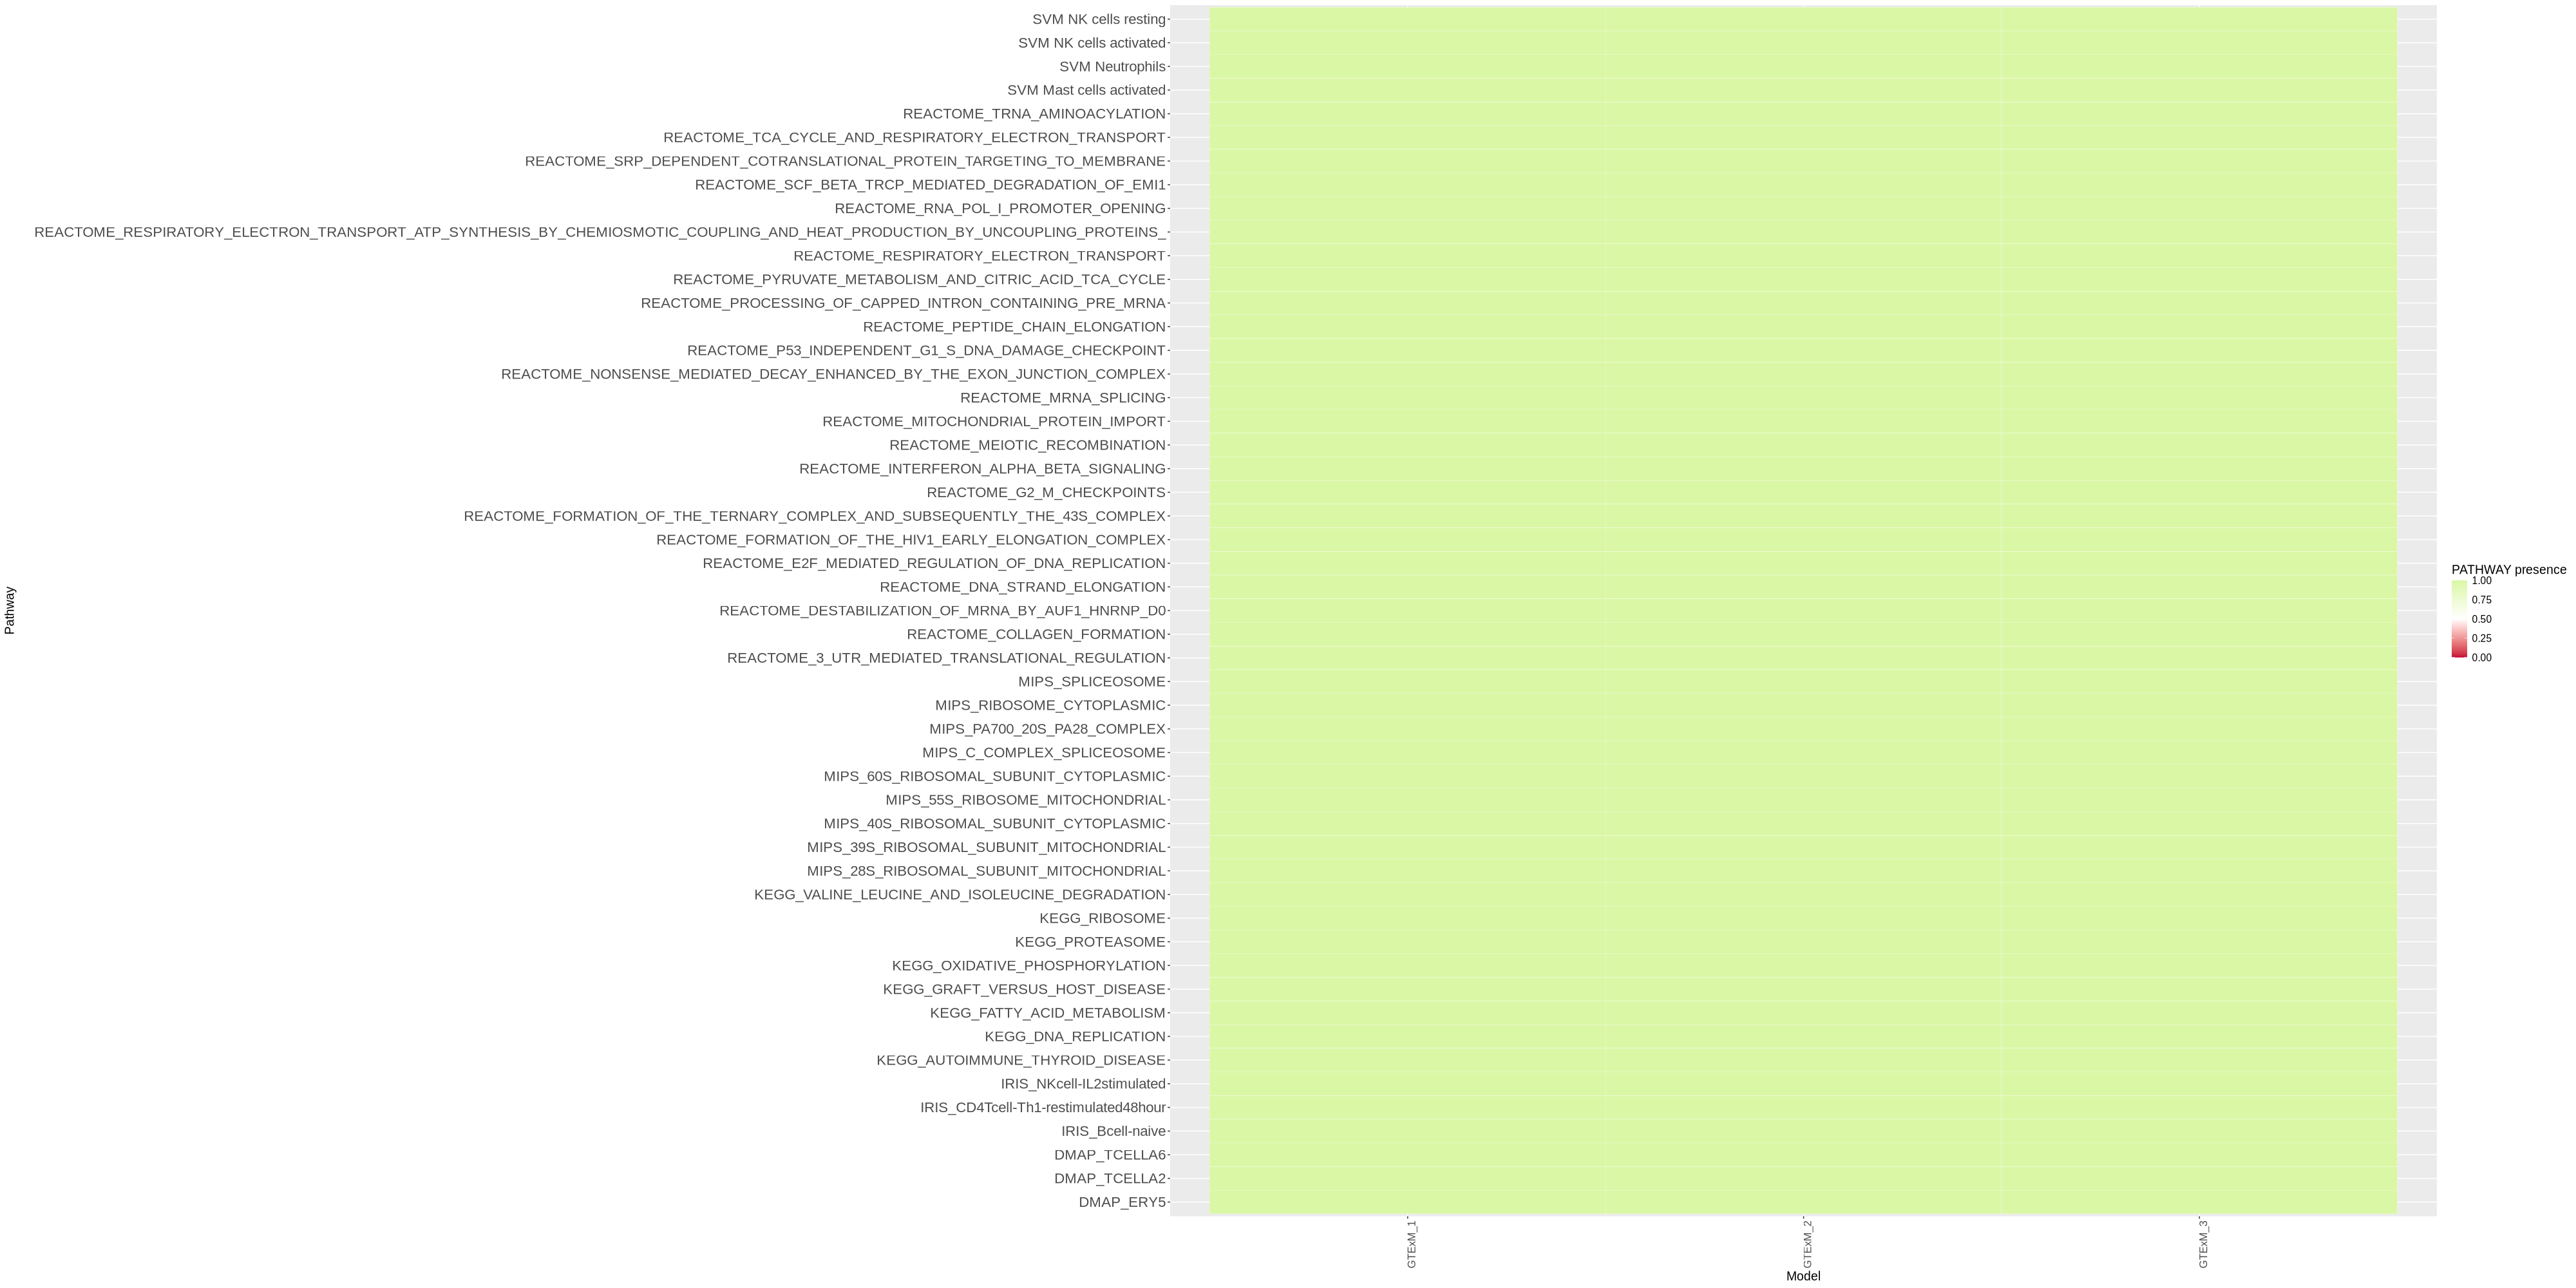 SVM NK cells resting
SVM NK cells activated
SVM Neutrophils
SVM Mast cells activated
REACTOME_TRNA_AMINOACYLATION
REACTOME_TCA_CYCLE_AND_RESPIRATORY_ELECTRON_TRANSPORT
REACTOME_SRP_DEPENDENT_COTRANSLATIONAL_PROTEIN_TARGETING_TO_MEMBRANE
REACTOME_SCF_BETA_TRCP_MEDIATED_DEGRADATION_OF_EMI1
REACTOME_RNA_POL_I_PROMOTER_OPENING
REACTOME_RESPIRATORY_ELECTRON_TRANSPORT_ATP_SYNTHESIS_BY_CHEMIOSMOTIC_COUPLING_AND_HEAT_PRODUCTION_BY_UNCOUPLING_PROTEINS_
REACTOME_RESPIRATORY_ELECTRON_TRANSPORT
REACTOME_PYRUVATE_METABOLISM_AND_CITRIC_ACID_TCA_CYCLE
REACTOME_PROCESSING_OF_CAPPED_INTRON_CONTAINING_PRE_MRNA
REACTOME_PEPTIDE_CHAIN_ELONGATION
REACTOME_P53_INDEPENDENT_G1_S_DNA_DAMAGE_CHECKPOINT
REACTOME_NONSENSE_MEDIATED_DECAY_ENHANCED_BY_THE_EXON_JUNCTION_COMPLEX
REACTOME_MRNA_SPLICING
REACTOME_MITOCHONDRIAL_PROTEIN_IMPORT
REACTOME_MEIOTIC_RECOMBINATION
REACTOME_INTERFERON_ALPHA_BETA_SIGNALING
REACTOME_G2_M_CHECKPOINTS
REACTOME_FORMATION_OF_THE_TERNARY_COMPLEX_AND_SUBSEQUENTLY_THE_43S_COMPLEX
REACTOME_FORMATION_OF_THE_HIV1_EARLY_ELONGATION_COMPLEX
REACTOME_E2F_MEDIATED_REGULATION_OF_DNA_REPLICATION
REACTOME_DNA_STRAND_ELONGATION
REACTOME_DESTABILIZATION_OF_MRNA_BY_AUF1_HNRNP_D0
REACTOME_COLLAGEN_FORMATION
REACTOME_3_UTR_MEDIATED_TRANSLATIONAL_REGULATION
MIPS_SPLICEOSOME
MIPS_RIBOSOME_CYTOPLASMIC
MIPS_PA700_20S_PA28_COMPLEX
MIPS_C_COMPLEX_SPLICEOSOME
MIPS_60S_RIBOSOMAL_SUBUNIT_CYTOPLASMIC
MIPS_55S_RIBOSOME_MITOCHONDRIAL
MIPS_40S_RIBOSOMAL_SUBUNIT_CYTOPLASMIC
MIPS_39S_RIBOSOMAL_SUBUNIT_MITOCHONDRIAL
MIPS_28S_RIBOSOMAL_SUBUNIT_MITOCHONDRIAL
KEGG_VALINE_LEUCINE_AND_ISOLEUCINE_DEGRADATION
KEGG_RIBOSOME
KEGG_PROTEASOME
KEGG_OXIDATIVE_PHOSPHORYLATION
KEGG_GRAFT_VERSUS_HOST_DISEASE
KEGG_FATTY_ACID_METABOLISM
KEGG_DNA_REPLICATION
KEGG_AUTOIMMUNE_THYROID_DISEASE
IRIS_NKcell-IL2stimulated
IRIS_CD4Tcell-Th1-restimulated48hour
IRIS_Bcell-naive
DMAP_TCELLA6
DMAP_TCELLA2
DMAP_ERY5
Pathway
GTExM_1
GTExM_2
GTExM_3
Model
PATHWAY presence
1.00
0.75
0.50
0.25
0.00